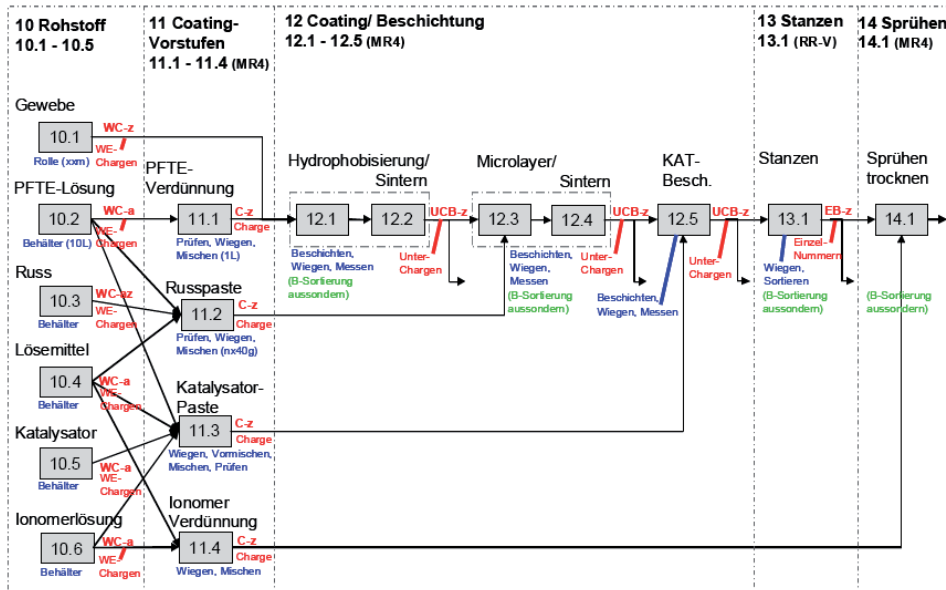 10 Rohstoff
10.1 - 10.5
11 Coating-
Vorstufen
11.1 - 11.4 (MR4)
12 Coating/ Beschichtung
12.1 - 12.5 (MR4)
13 Stanzen
13.1 (RR-V)
14 Sprühen
14.1 (MR4)
Gewebe
10.1
WC-z
WE-
Chargen
Rolle (xxm)
PFTE-Lösung
10.2
WC-a
WE-
Chargen
Behälter (10L)
Russ
10.3
WC-az
WE-
Chargen
Behälter
Lösemittel
10.4
WC-a
WE-
Chargen
Behälter
Katalysator
10.5
WC-a
WE-
Chargen
Behälter
Ionomerlösung
10.6
WC-a
WE-
Chargen
Behälter
PFTE-
Verdünnung
11.1
C-z
Charge
Prüfen, Wiegen,
Mischen (1L)
Russpaste
11.2
C-z
Charge
Prüfen, Wiegen,
Mischen (nx40g)
Katalysator-
Paste
11.3
C-z
Charge
Wiegen, Vormischen,
Mischen, Prüfen
Ionomer
Verdünnung
11.4
C-z
Charge
Wiegen, Mischen
Hydrophobisierung/
Sintern
12.1
12.2
UCB-z
Unter-
Chargen
Beschichten,
Wiegen, Messen
(B-Sortierung
aussondern)
Microlayer/
Sintern
12.3
12.4
UCB-z
Unter-
Chargen
Beschichten,
Wiegen,
Messen
(B-Sortierung
aussondern)
KAT-
Besch.
12.5
UCB-z
Unter-
Chargen
Beschichten,
Wiegen, Messen
Stanzen
13.1
EB-z
Einzel-
Nummern
Wiegen,
Sortieren
(B-Sortierung
aussondern)
Sprühen
trocknen
14.1
(B-Sortierung
aussondern)